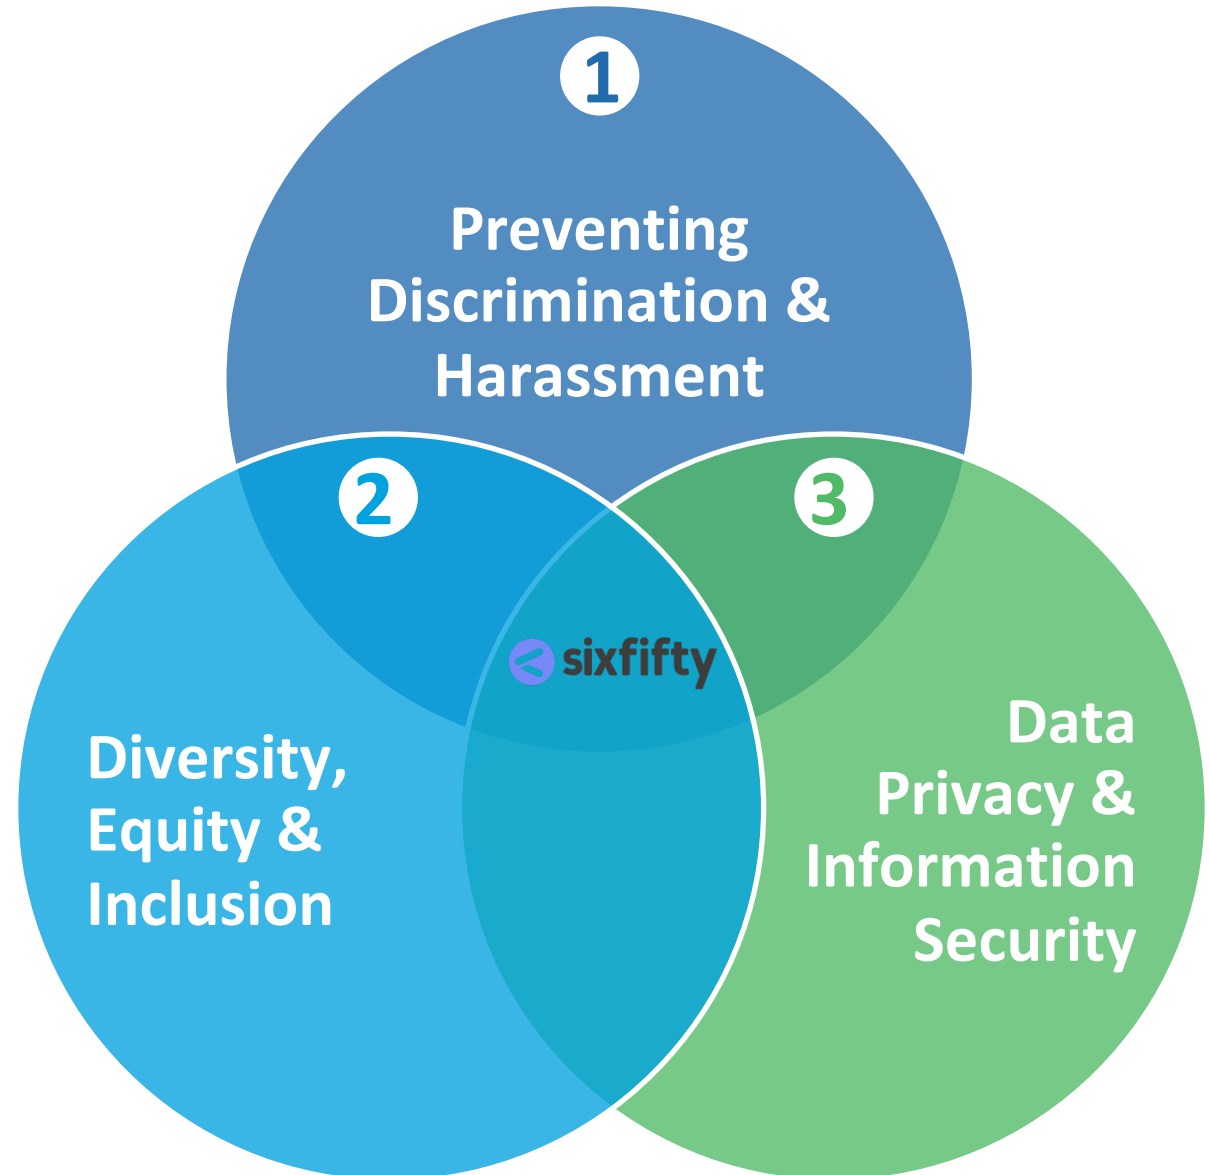 1
Preventing
Discrimination &
Harassment
2
3
sixfifty
Diversity,
Equity &
Inclusion
Data
Privacy &
Information
Security